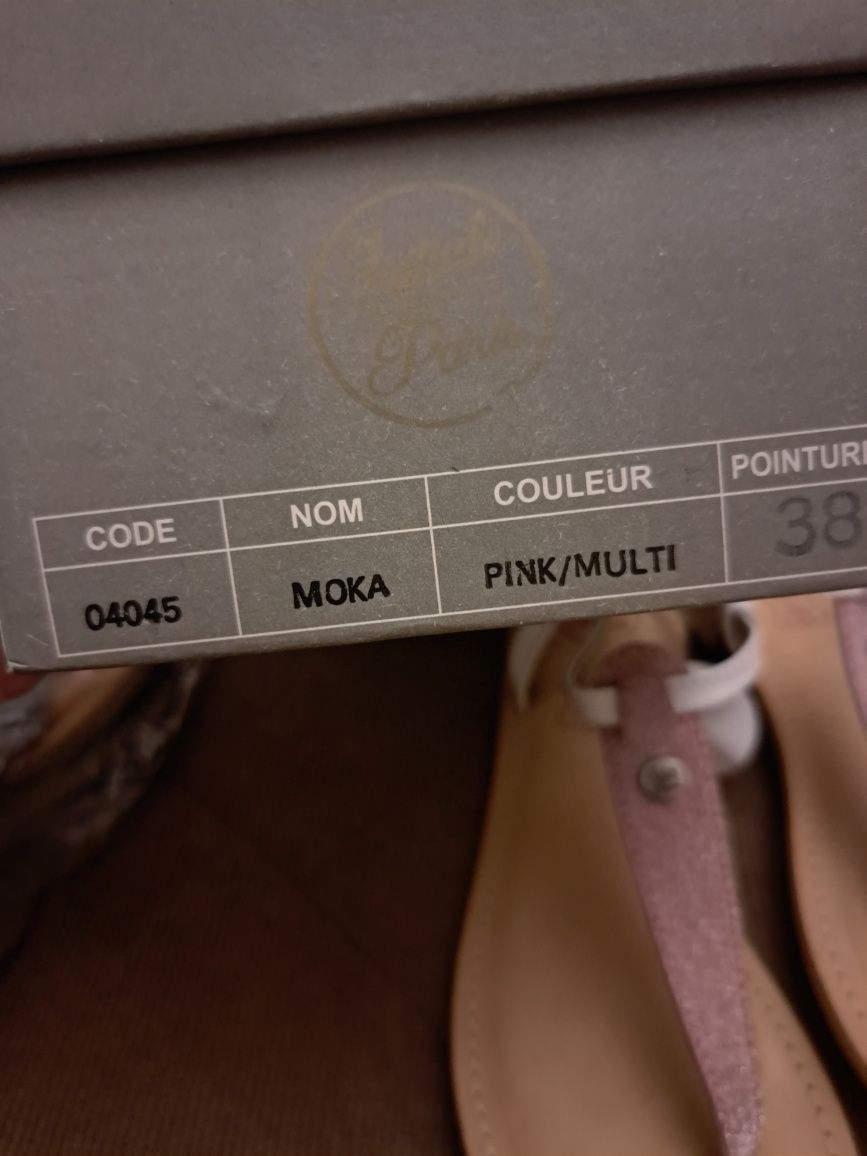 CODE NOM COULEUR POINTURE
04045 MOKA PINK/MULTI 38